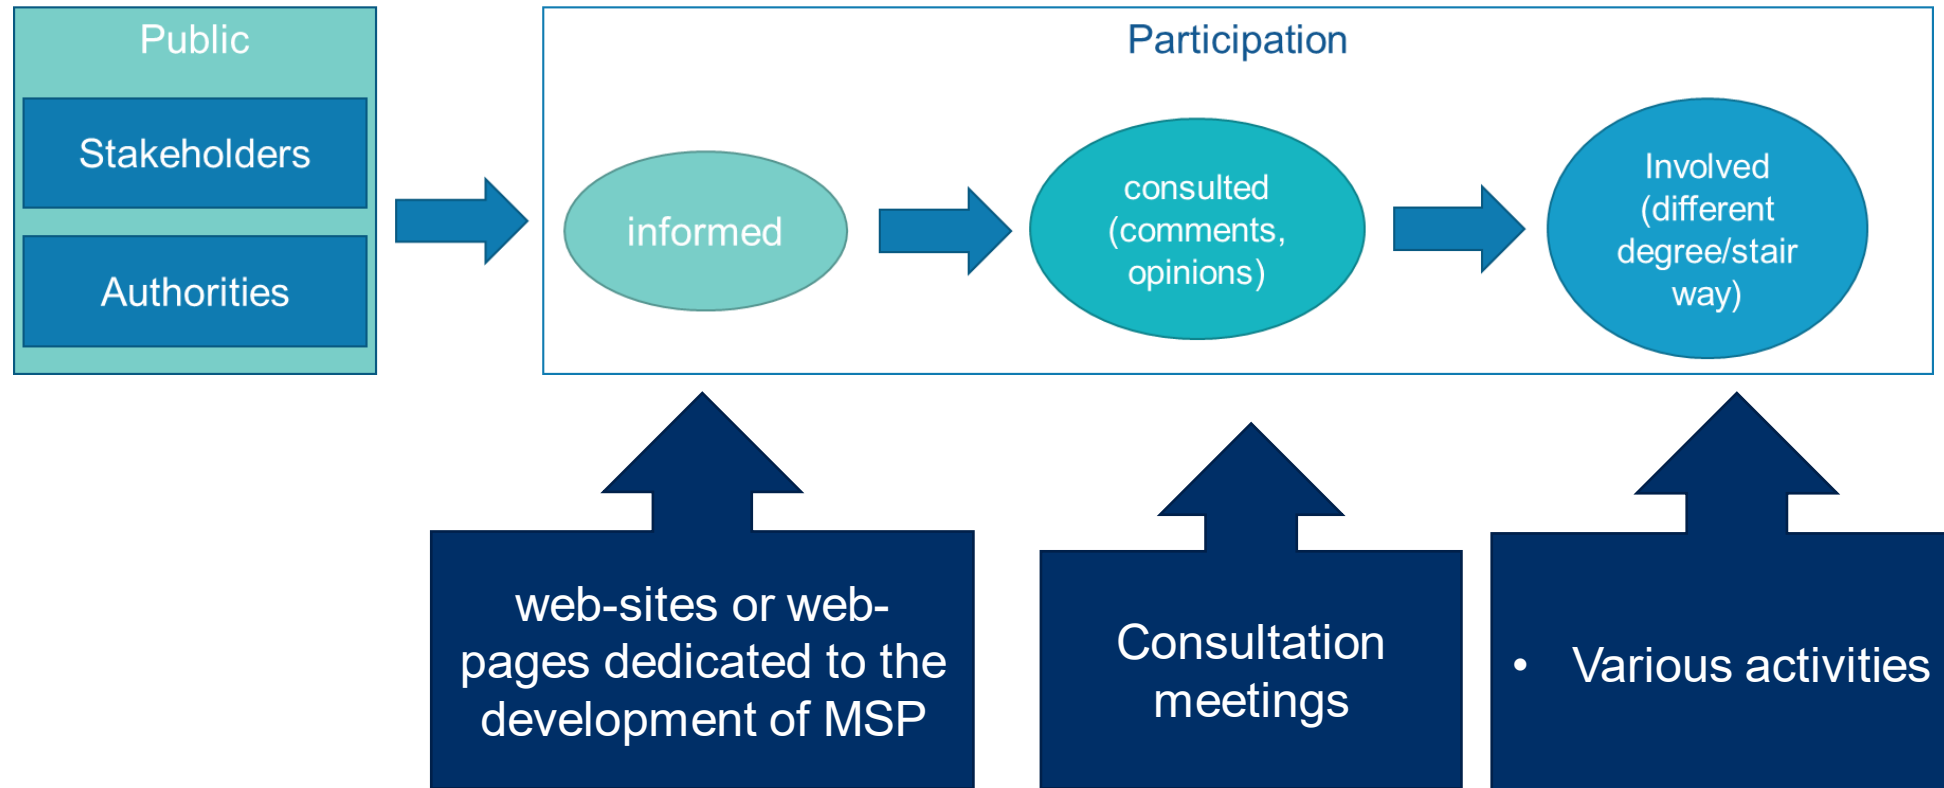 Public
Stakeholders
Authorities
Participation
informed
consulted
(comments,
opinions)
Involved
(different
degree/stair
way)
web-sites or web-
pages dedicated to the
development of MSP
Consultation
meetings
• Various activities